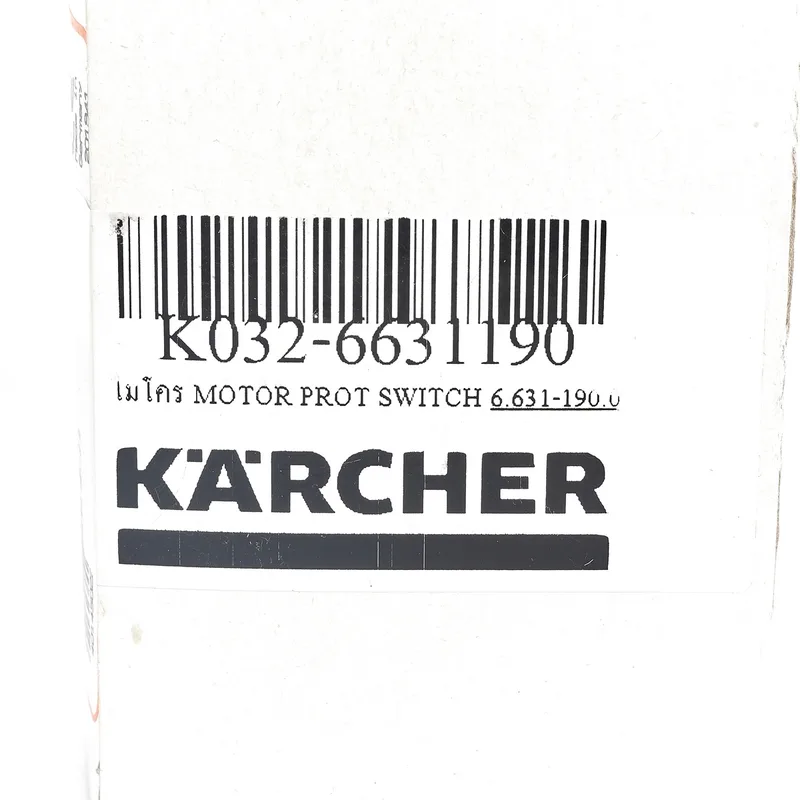 K032-6631190
ไมโคร MOTOR PROT SWITCH 6.631-190.0
KÄRCHER